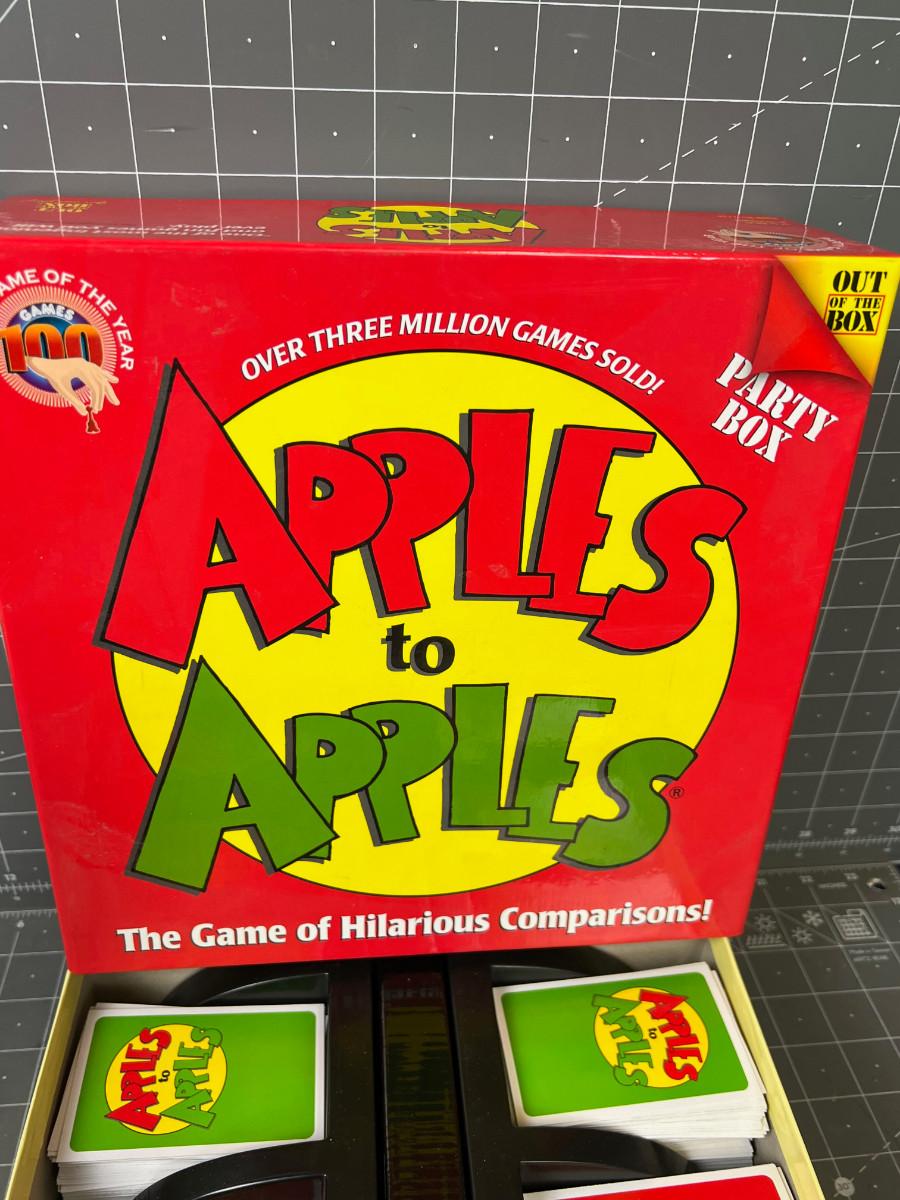 GAME OF THE YEAR
GAMES
100
OVER THREE MILLION GAMES SOLD!
OUT
OF THE
BOX
PARTY
BOX
APPLES
to
APPLES
®
The Game of Hilarious Comparisons!
APPLES
to
APPLES
APPLES
to
APPLES